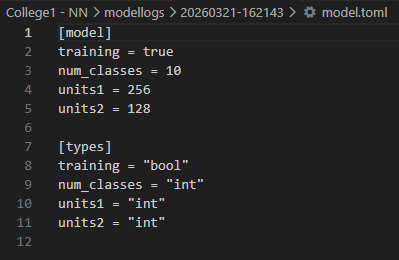 College1 - NN > modellogs > 20260321-162143 > model.toml
1 [model]
2 training = true
3 num_classes = 10
4 units1 = 256
5 units2 = 128
6
7 [types]
8 training = "bool"
9 num_classes = "int"
10 units1 = "int"
11 units2 = "int"
12